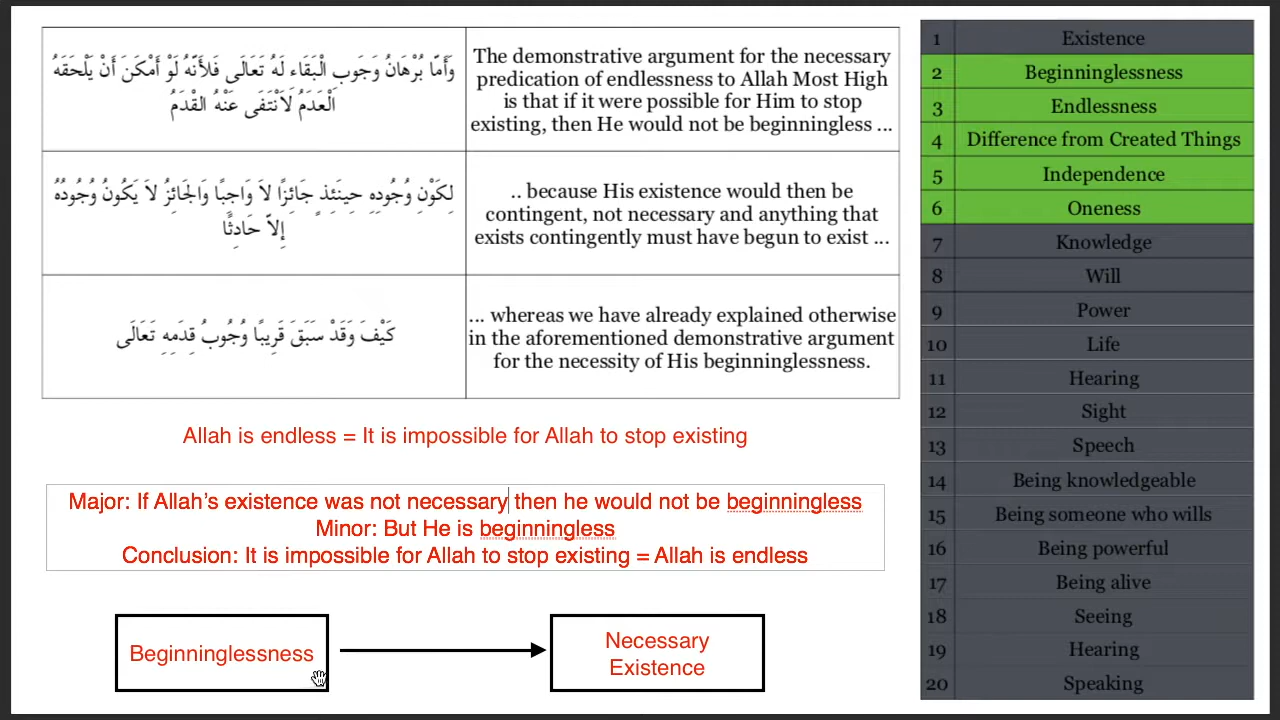 وَأَمَّا بُرْهَانُ وَجُوبِ الْبَقَاءِ لَهُ تَعَالَى فَلأَنَّهُ لَوْ أَمْكَنَ أَنْ يَلْحَقَهُ
الْعَدَمُ لاَنْتَفَى عَنْهُ الْقْدَمُ
The demonstrative argument for the necessary
predication of endlessness to Allah Most High
is that if it were possible for Him to stop
existing, then He would not be beginningless ...
لِكَوْنِ وُجُودِهِ حِينَئِذٍ جَائِزًا لاَ وَاجِبًا وَالْجَائِزُ لاَ يَكُونُ وُجُودُهُ
إِلاّ حَادِثًا
.. because His existence would then be
contingent, not necessary and anything that
exists contingently must have begun to exist ...
كَيْفَ وَقَدْ سَبَقَ قَرِيبًا وُجُوبُ قِدَمِهِ تَعَالَى
... whereas we have already explained otherwise
in the aforementioned demonstrative argument
for the necessity of His beginninglessness.
Allah is endless = It is impossible for Allah to stop existing
Major: If Allah's existence was not necessary then he would not be beginningless
Minor: But He is beginningless
Conclusion: It is impossible for Allah to stop existing = Allah is endless
Beginninglessness
Necessary
Existence
1 Existence
2 Beginninglessness
3 Endlessness
4 Difference from Created Things
5 Independence
6 Oneness
7 Knowledge
8 Will
9 Power
10 Life
11 Hearing
12 Sight
13 Speech
14 Being knowledgeable
15 Being someone who wills
16 Being powerful
17 Being alive
18 Seeing
19 Hearing
20 Speaking